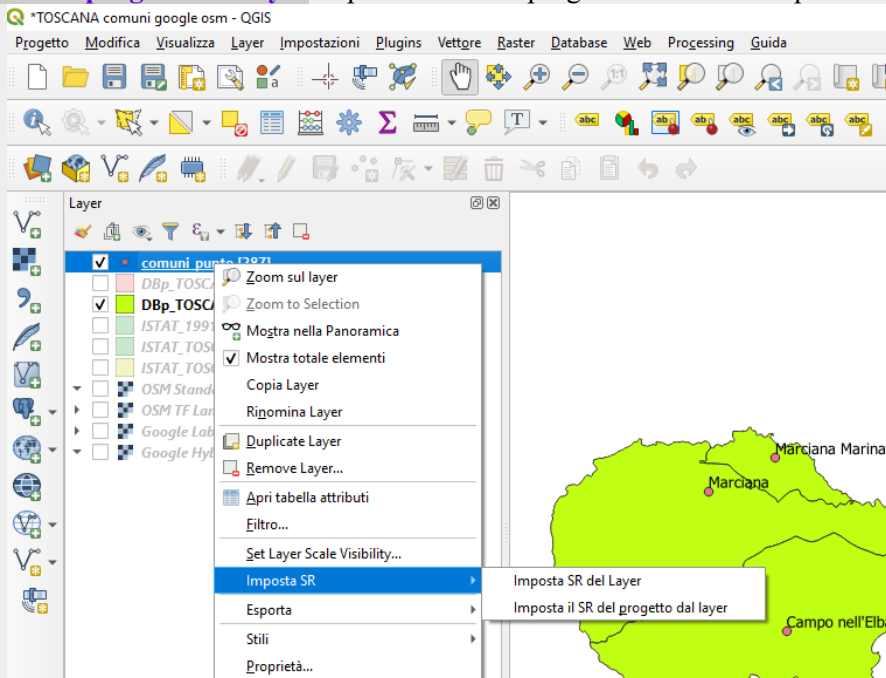 *TOSCANA comuni google osm - QGIS
Progetto Modifica Visualizza Layer Impostazioni Plugins Vettore Raster Database Web Processing Guida
Layer
comuni punto [287]
DBp_TOSCA
DBp_TOSCA
ISTAT_1991
ISTAT_TOS
ISTAT_TOS
OSM Stand
OSM TF Lan
Google Lab
Google Hyb
Zoom sul layer
Zoom to Selection
Mostra nella Panoramica
Mostra totale elementi
Copia Layer
Rinomina Layer
Duplicate Layer
Remove Layer...
Apri tabella attributi
Filtro...
Set Layer Scale Visibility...
Imposta SR
Esporta
Stili
Proprietà...
Imposta SR del Layer
Imposta il SR del progetto dal layer
Marciana Marina
Marciana
Campo nell'Elba